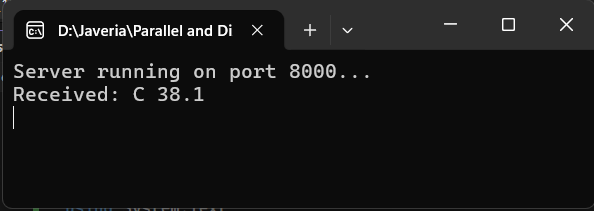 D:\Javeria\Parallel and Di
Server running on port 8000...
Received: C 38.1